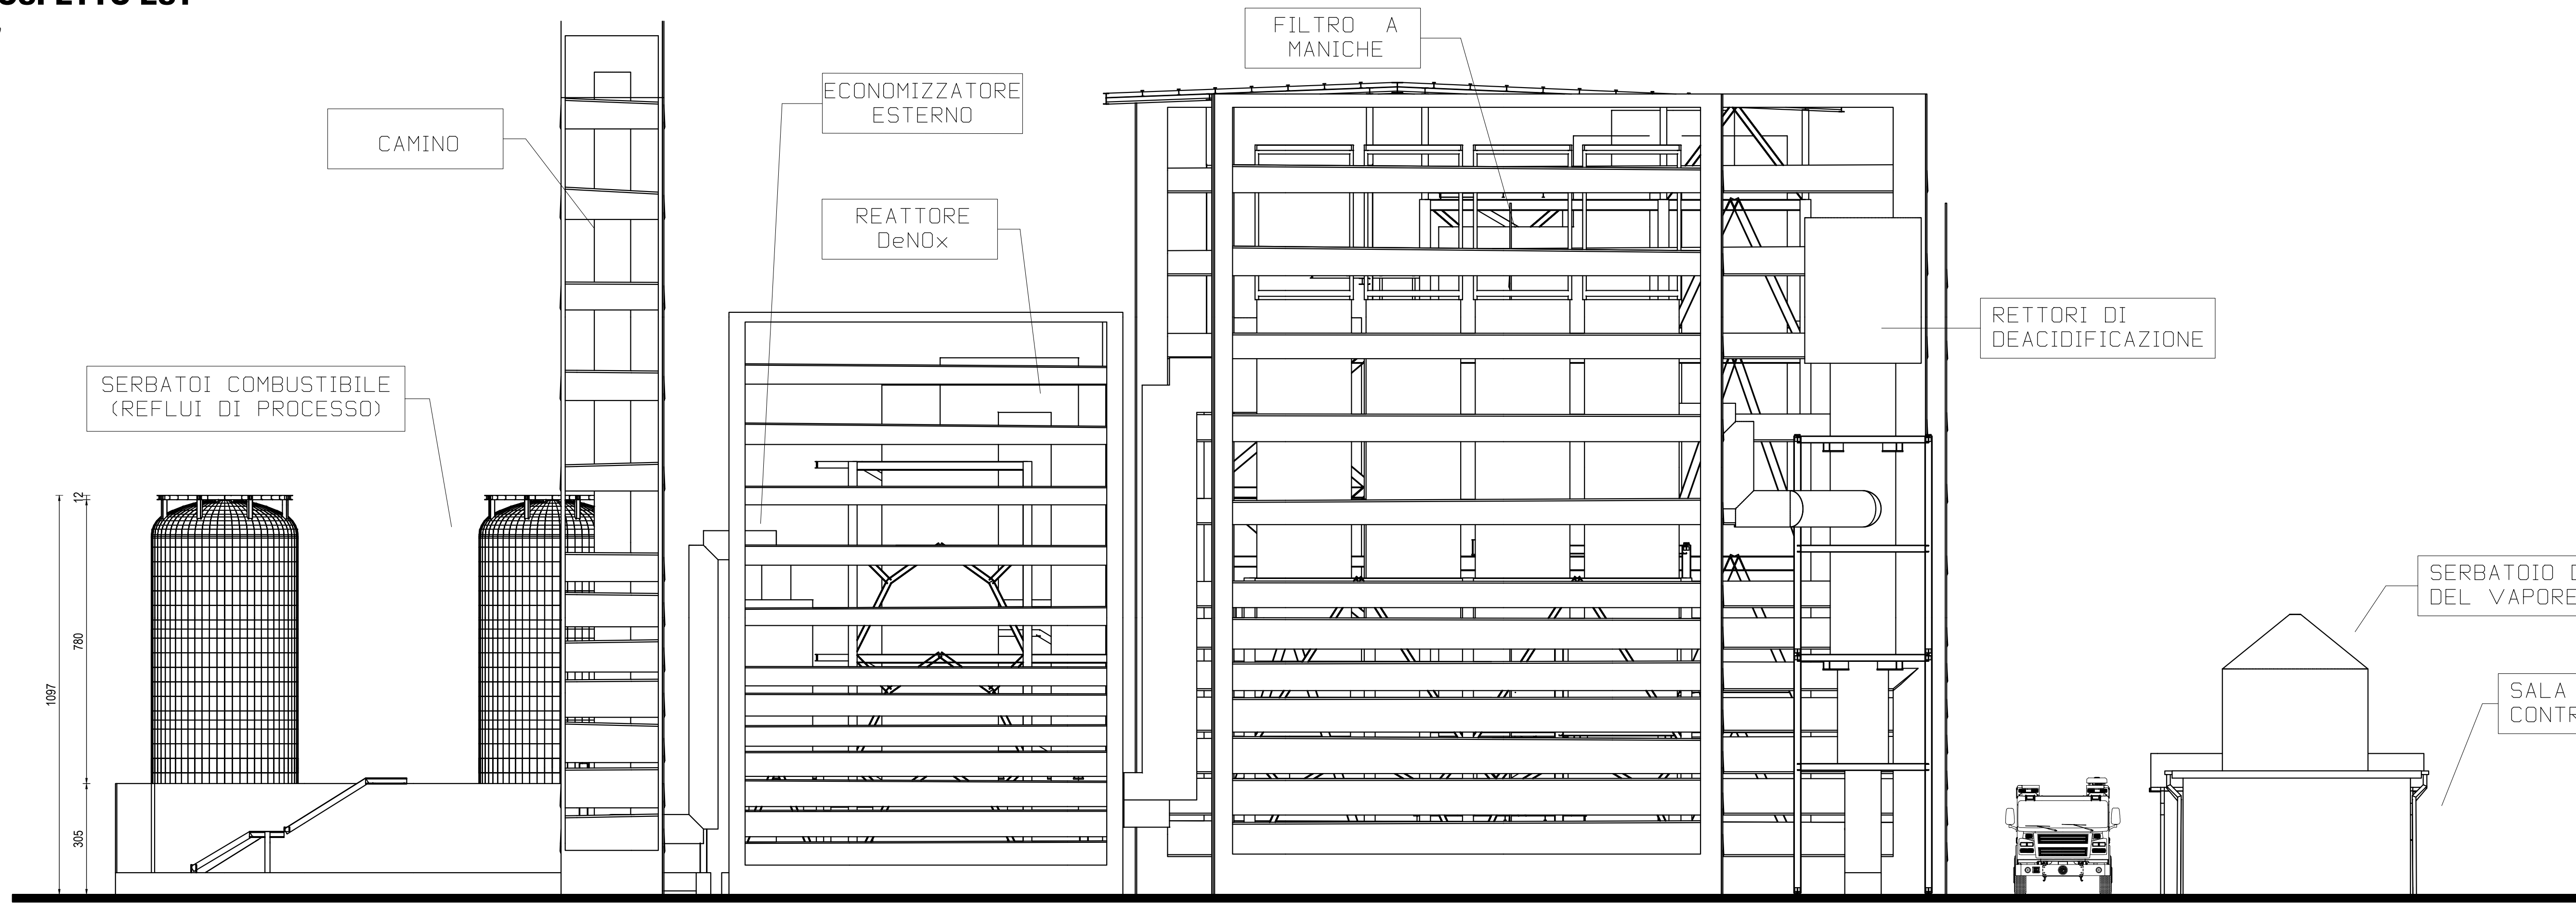 FILTRO A
MANICHE
ECONOMIZZATORE
ESTERNO
CAMINO
REATTORE
DeNOx
RETTORI DI
DEACIDIFICAZIONE
SERBATOI COMBUSTIBILE
(REFLUI DI PROCESSO)
12
780
1097
305
SERBATOIO
DEL VAPORE
SALA